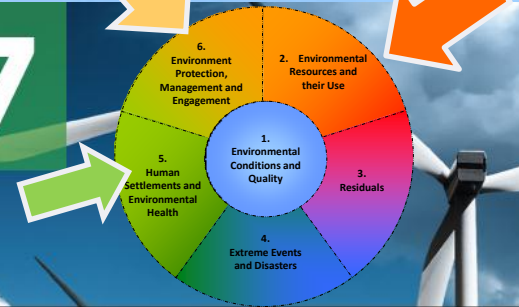 7
6.
Environment
Protection,
Management and
Engagement
2. Environmental
Resources and
their Use
1.
Environmental
Conditions and
Quality
3.
Residuals
5.
Human
Settlements and
Environmental
Health
4.
Extreme Events
and Disasters